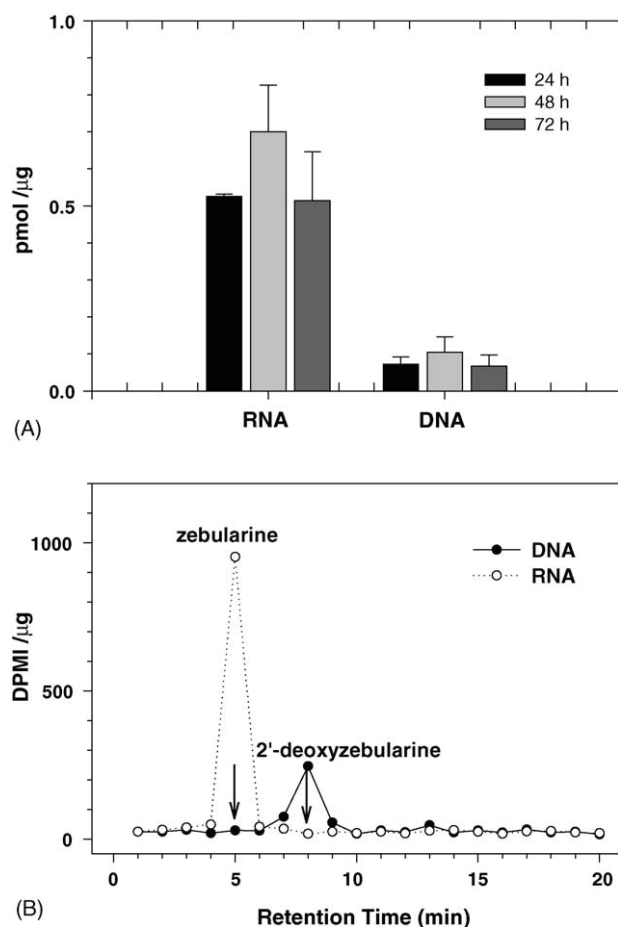 1.0
24 h
48 h
72 h
0.5
pmol /µg
0.0
RNA DNA
(A)
zebularine
1000
DNA
RNA
DPMI /µg
500
2'-deoxyzebularine
0
0 5 10 15 20
(B)
Retention Time (min)